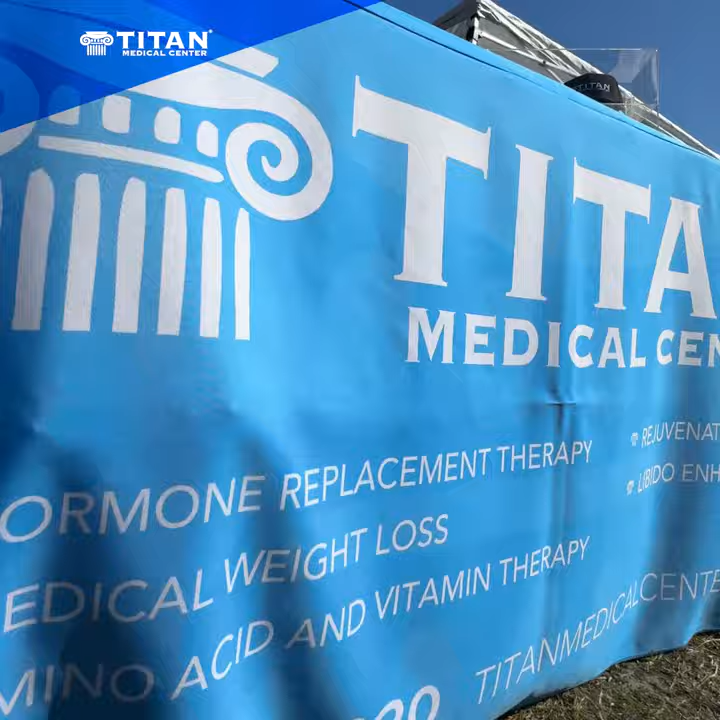 TITAN®
MEDICAL CENTER
TITAN
TITA
MEDICAL CEN
ORMONE REPLACEMENT THERAPY
EDICAL WEIGHT LOSS
MINO ACID AND VITAMIN THERAPY
REJUVENAT
LIBIDO ENH
TITANMEDICALCENTE